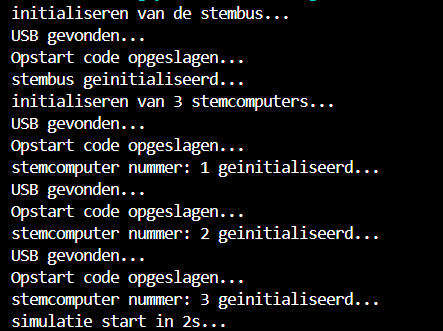 initialiseren van de stembus...
USB gevonden...
Opstart code opgeslagen...
stembus geinitialiseerd...
initialiseren van 3 stemcomputers...
USB gevonden...
Opstart code opgeslagen...
stemcomputer nummer: 1 geinitialiseerd...
USB gevonden...
Opstart code opgeslagen...
stemcomputer nummer: 2 geinitialiseerd...
USB gevonden...
Opstart code opgeslagen...
stemcomputer nummer: 3 geinitialiseerd...
simulatie start in 2s...